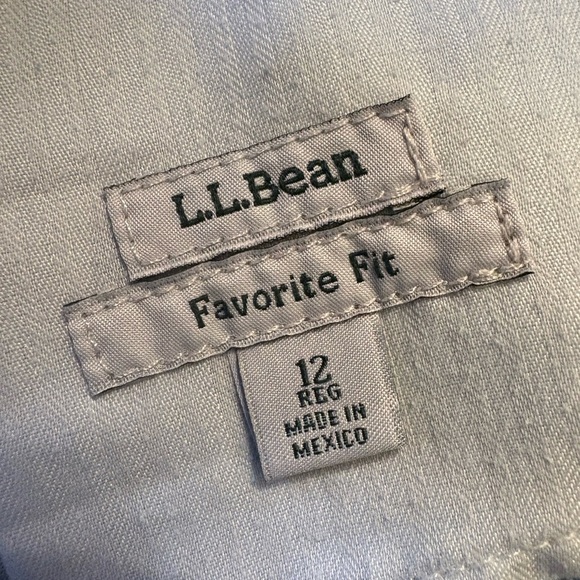 L.L.Bean
Favorite Fit
12
REG
MADE IN
MEXICO